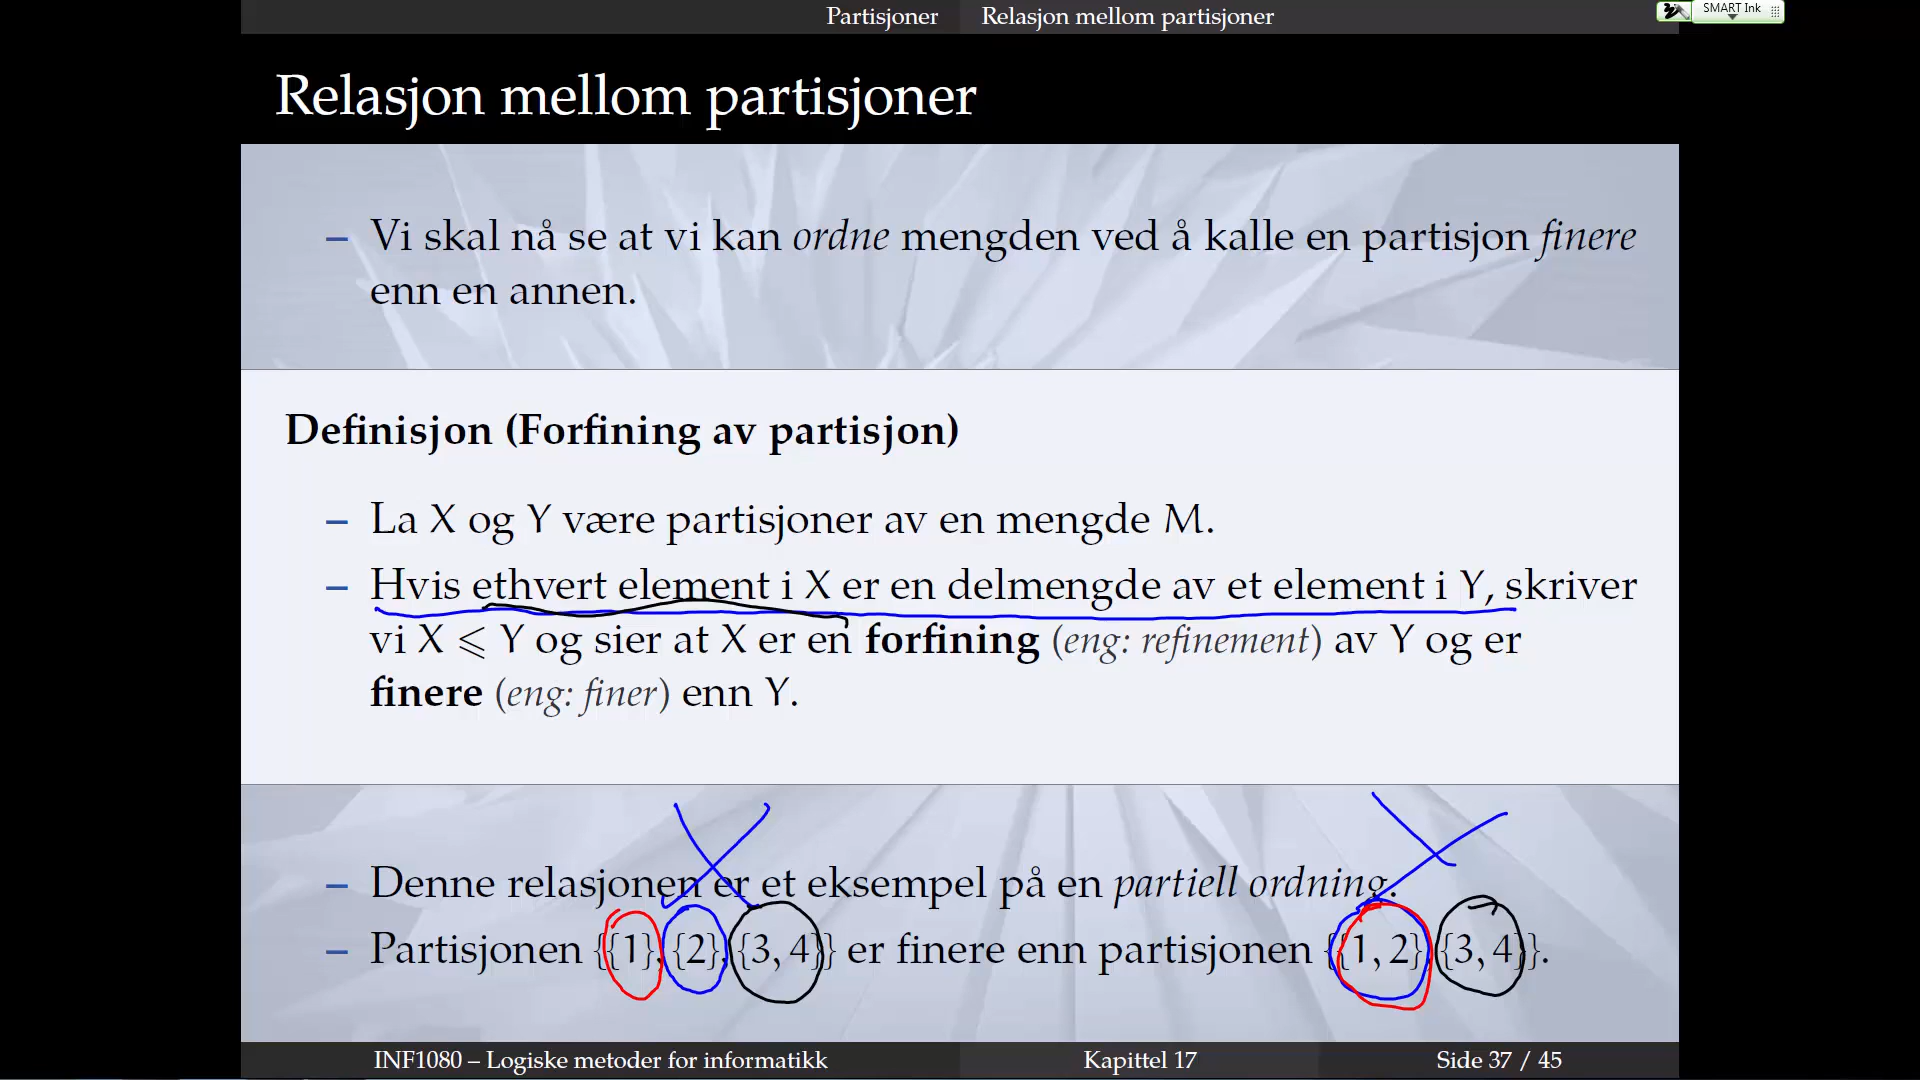 Partisjoner Relasjon mellom partisjoner
SMART Ink
Relasjon mellom partisjoner
– Vi skal nå se at vi kan ordne mengden ved å kalle en partisjon finere
enn en annen.
Definisjon (Forfining av partisjon)
– La X og Y være partisjoner av en mengde M.
– Hvis ethvert element i X er en delmengde av et element i Y, skriver
vi X ⩽ Y og sier at X er en forfining (eng: refinement) av Y og er
finere (eng: finer) enn Y.
X X
– Denne relasjonen er et eksempel på en partiell ordning.
– Partisjonen {{1}, {2}, {3, 4}} er finere enn partisjonen {{1, 2}, {3, 4}}.
INF1080 – Logiske metoder for informatikk Kapittel 17 Side 37 / 45